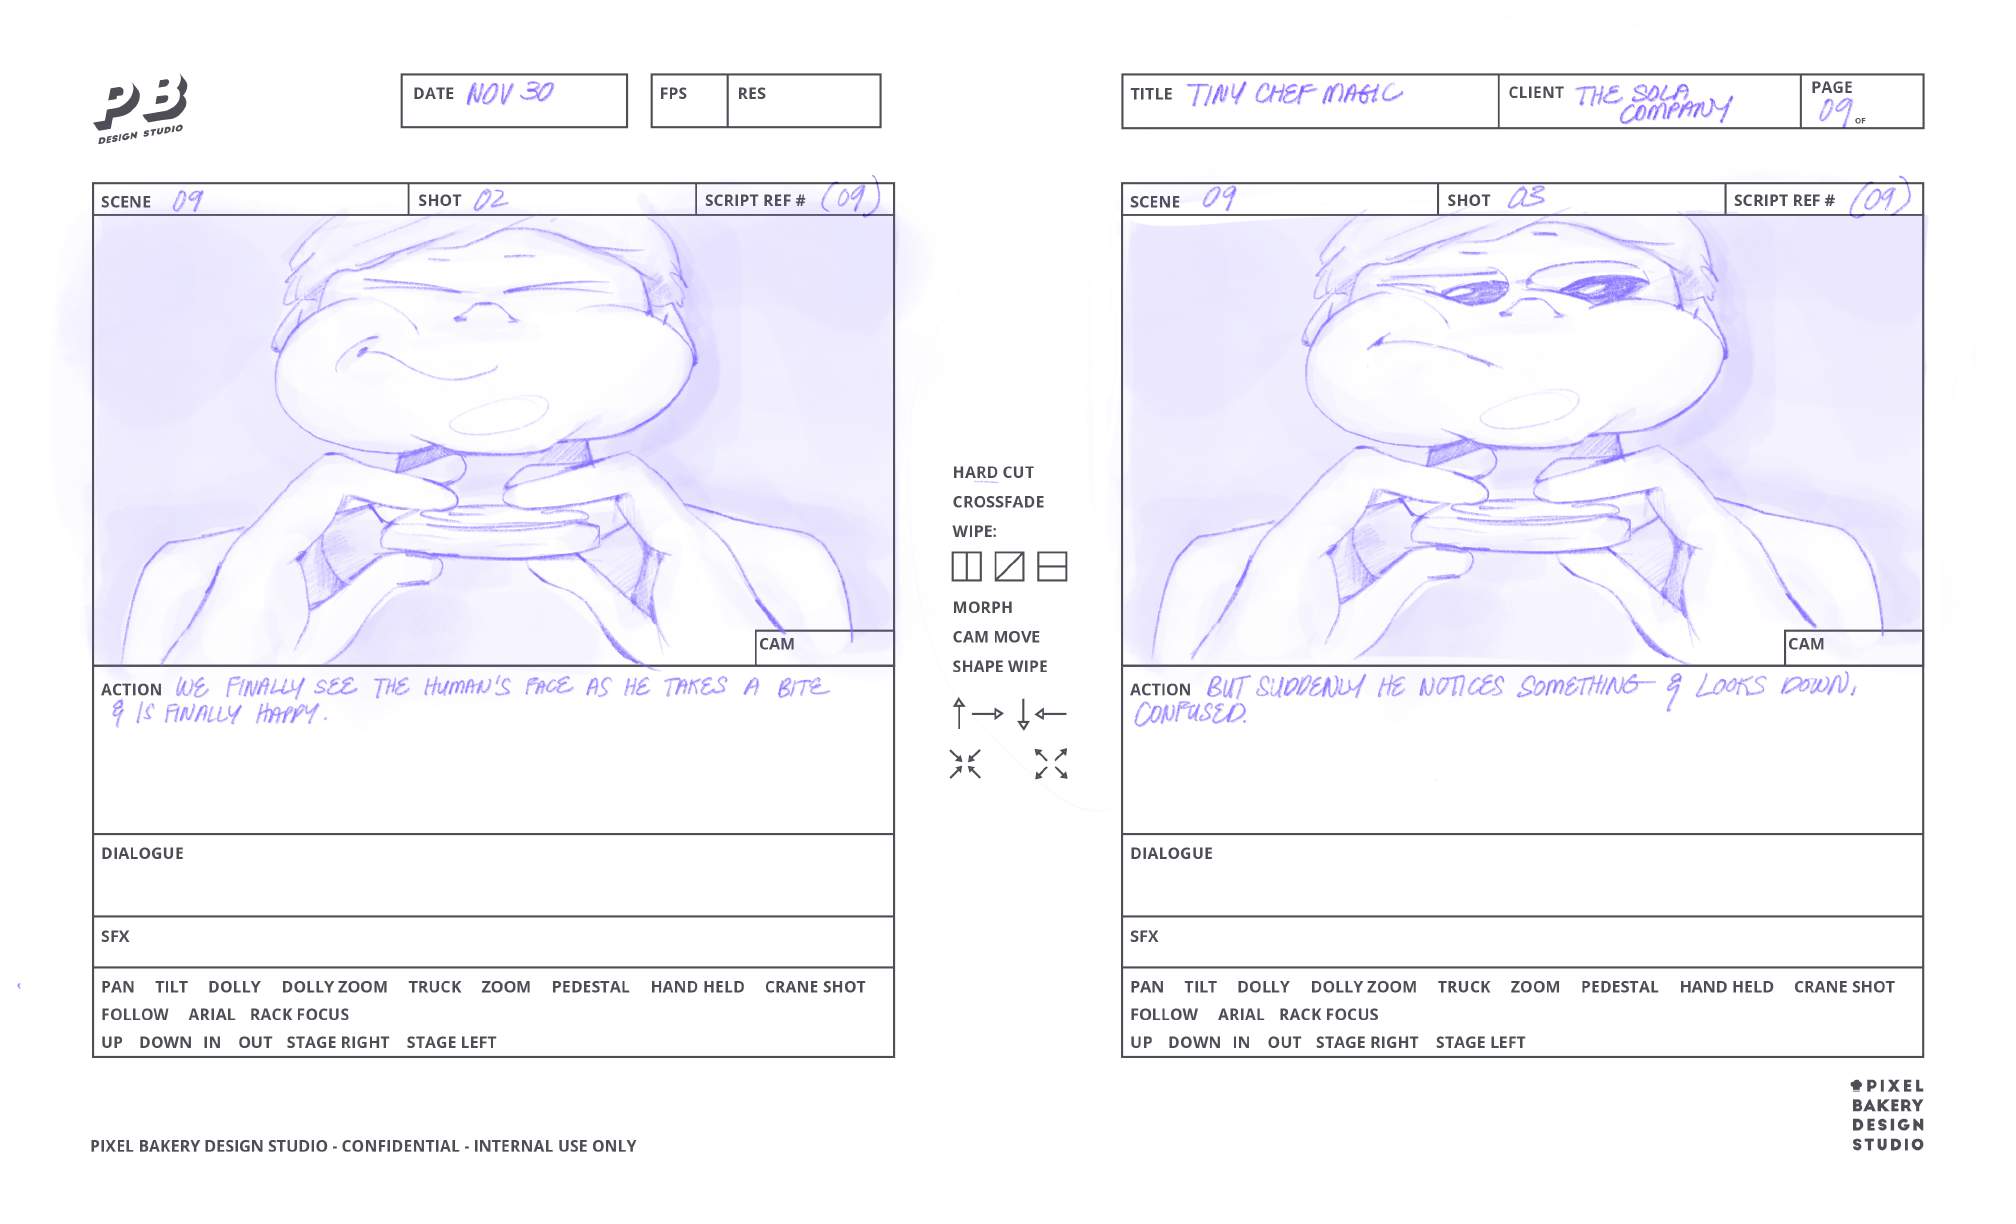 PB
DESIGN STUDIO
DATE NOV 30
FPS
RES
TITLE TINY CHEF MAGIC
CLIENT THE SOLA
COMPANY
PAGE
09 OF
SCENE 09
SHOT 02
SCRIPT REF # (09)
CAM
ACTION WE FINALLY SEE THE HUMAN'S FACE AS HE TAKES A BITE
& IS FINALLY HAPPY.
DIALOGUE
SFX
PAN TILT DOLLY DOLLY ZOOM TRUCK ZOOM PEDESTAL HAND HELD CRANE SHOT
FOLLOW ARIAL RACK FOCUS
UP DOWN IN OUT STAGE RIGHT STAGE LEFT
HARD CUT
CROSSFADE
WIPE:
MORPH
CAM MOVE
SHAPE WIPE
SCENE 09
SHOT 03
SCRIPT REF # (09)
CAM
ACTION BUT SUDDENLY HE NOTICES SOMETHING & LOOKS DOWN,
CONFUSED.
DIALOGUE
SFX
PAN TILT DOLLY DOLLY ZOOM TRUCK ZOOM PEDESTAL HAND HELD CRANE SHOT
FOLLOW ARIAL RACK FOCUS
UP DOWN IN OUT STAGE RIGHT STAGE LEFT
PIXEL BAKERY DESIGN STUDIO - CONFIDENTIAL - INTERNAL USE ONLY
PIXEL
BAKERY
DESIGN
STUDIO